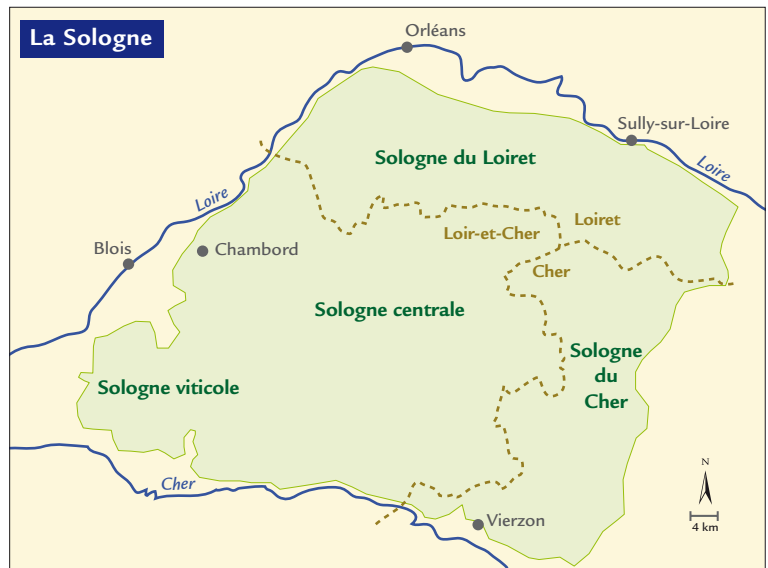 La Sologne
Orléans
Sully-sur-Loire
Loire
Sologne du Loiret
Loire
Loiret
Loir-et-Cher
Blois
Chambord
Cher
Sologne centrale
Sologne
du
Cher
Sologne viticole
Cher
N
4 km
Vierzon